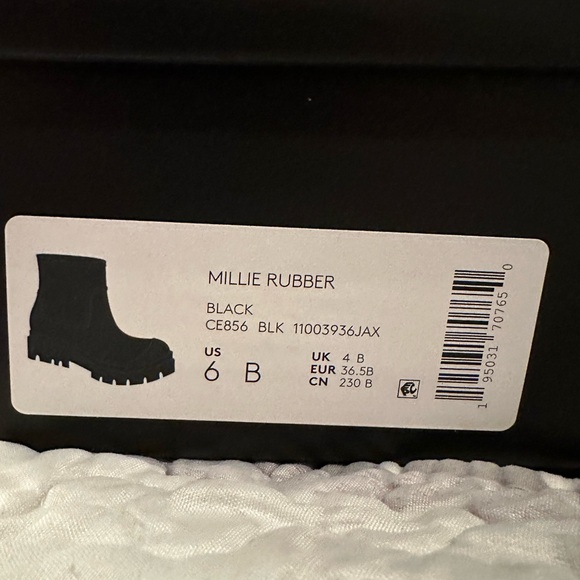 MILLIE RUBBER
BLACK
CE856 BLK 11003936JAX
US
6 B
UK 4 B
EUR 36.5B
CN 230 B
1 95031 70765 0